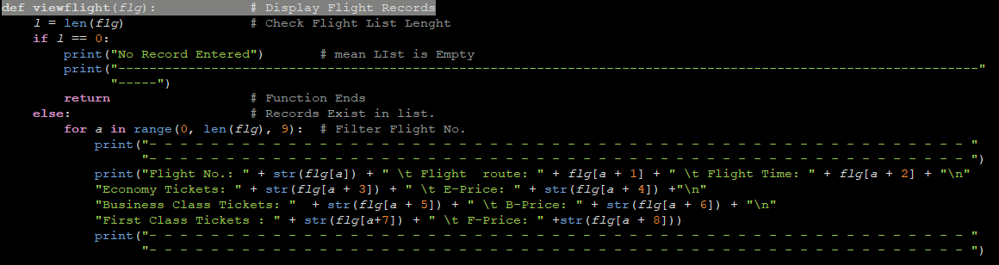 def viewflight(flg):            # Display Flight Records
    l = len(flg)                # Check Flight List Lenght
    if l == 0:
        print("No Record Entered")       # mean LIst is Empty
        print("---------------------------------------------------------------------------------------------------------------"
              "-----")
        return                  # Function Ends
    else:                       # Records Exist in list.
        for a in range(0, len(flg), 9):  # Filter Flight No.
            print("- - - - - - - - - - - - - - - - - - - - - - - - - - - - - - - - - - - - - - - - - - - - - - - - - - - - - "
                  "- - - - - - - - - - - - - - - - - - - - - - - - - - - - - - - - - - - - - - - - - - - - - - - - - - - - - ")
            print("Flight No.: " + str(flg[a]) + " \t Flight  route: " + flg[a + 1] + " \t Flight Time: " + flg[a + 2] + "\n"
            "Economy Tickets: " + str(flg[a + 3]) + " \t E-Price: " + str(flg[a + 4]) +"\n"
            "Business Class Tickets: "  + str(flg[a + 5]) + " \t B-Price: " + str(flg[a + 6]) + "\n"
            "First Class Tickets : " + str(flg[a+7]) + " \t F-Price: " +str(flg[a + 8]))
            print("- - - - - - - - - - - - - - - - - - - - - - - - - - - - - - - - - - - - - - - - - - - - - - - - - - - - - "
                  "- - - - - - - - - - - - - - - - - - - - - - - - - - - - - - - - - - - - - - - - - - - - - - - - - - - - - ")